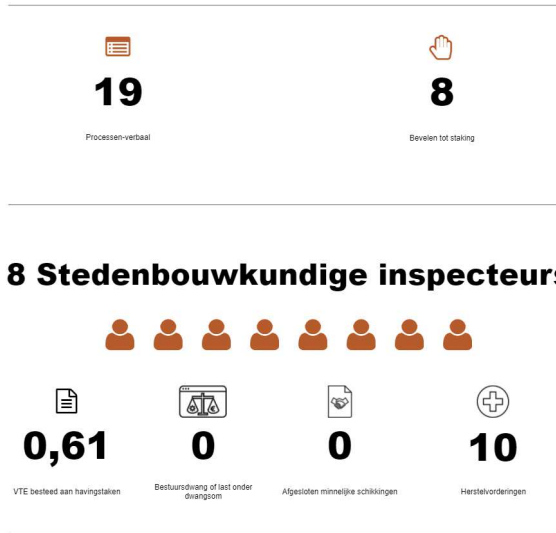 19
8
Processen-verbaal
Bevelen tot staking
8 Stedenbouwkundige inspecteurs
0,61
0
0
10
VTE besteed aan havingstaken
Bestuursdwang of last onder
dwangsom
Afgesloten minnelijke schikkingen
Herstelvorderingen